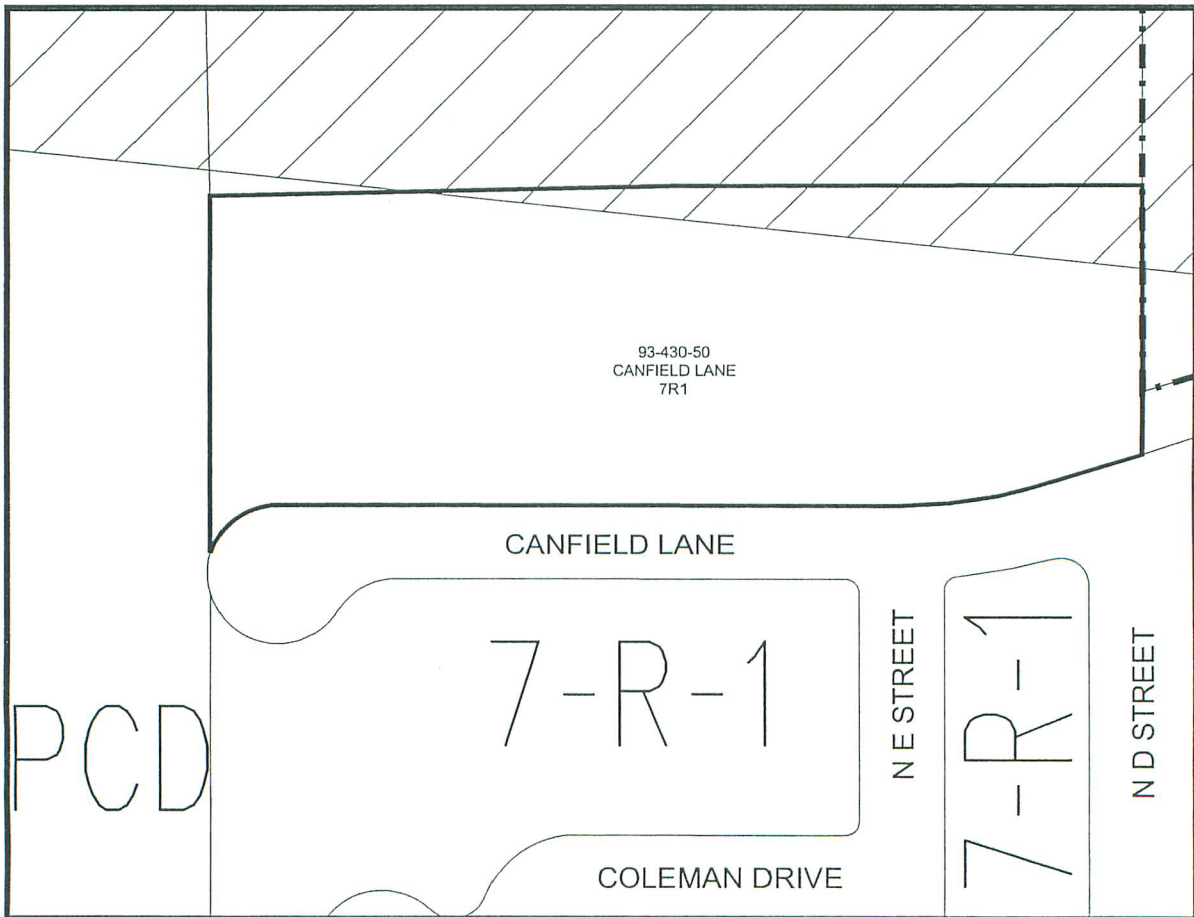 93-430-50
CANFIELD LANE
7R1
CANFIELD LANE
7-R-1
PCD
N E STREET
7-R-1
N D STREET
COLEMAN DRIVE